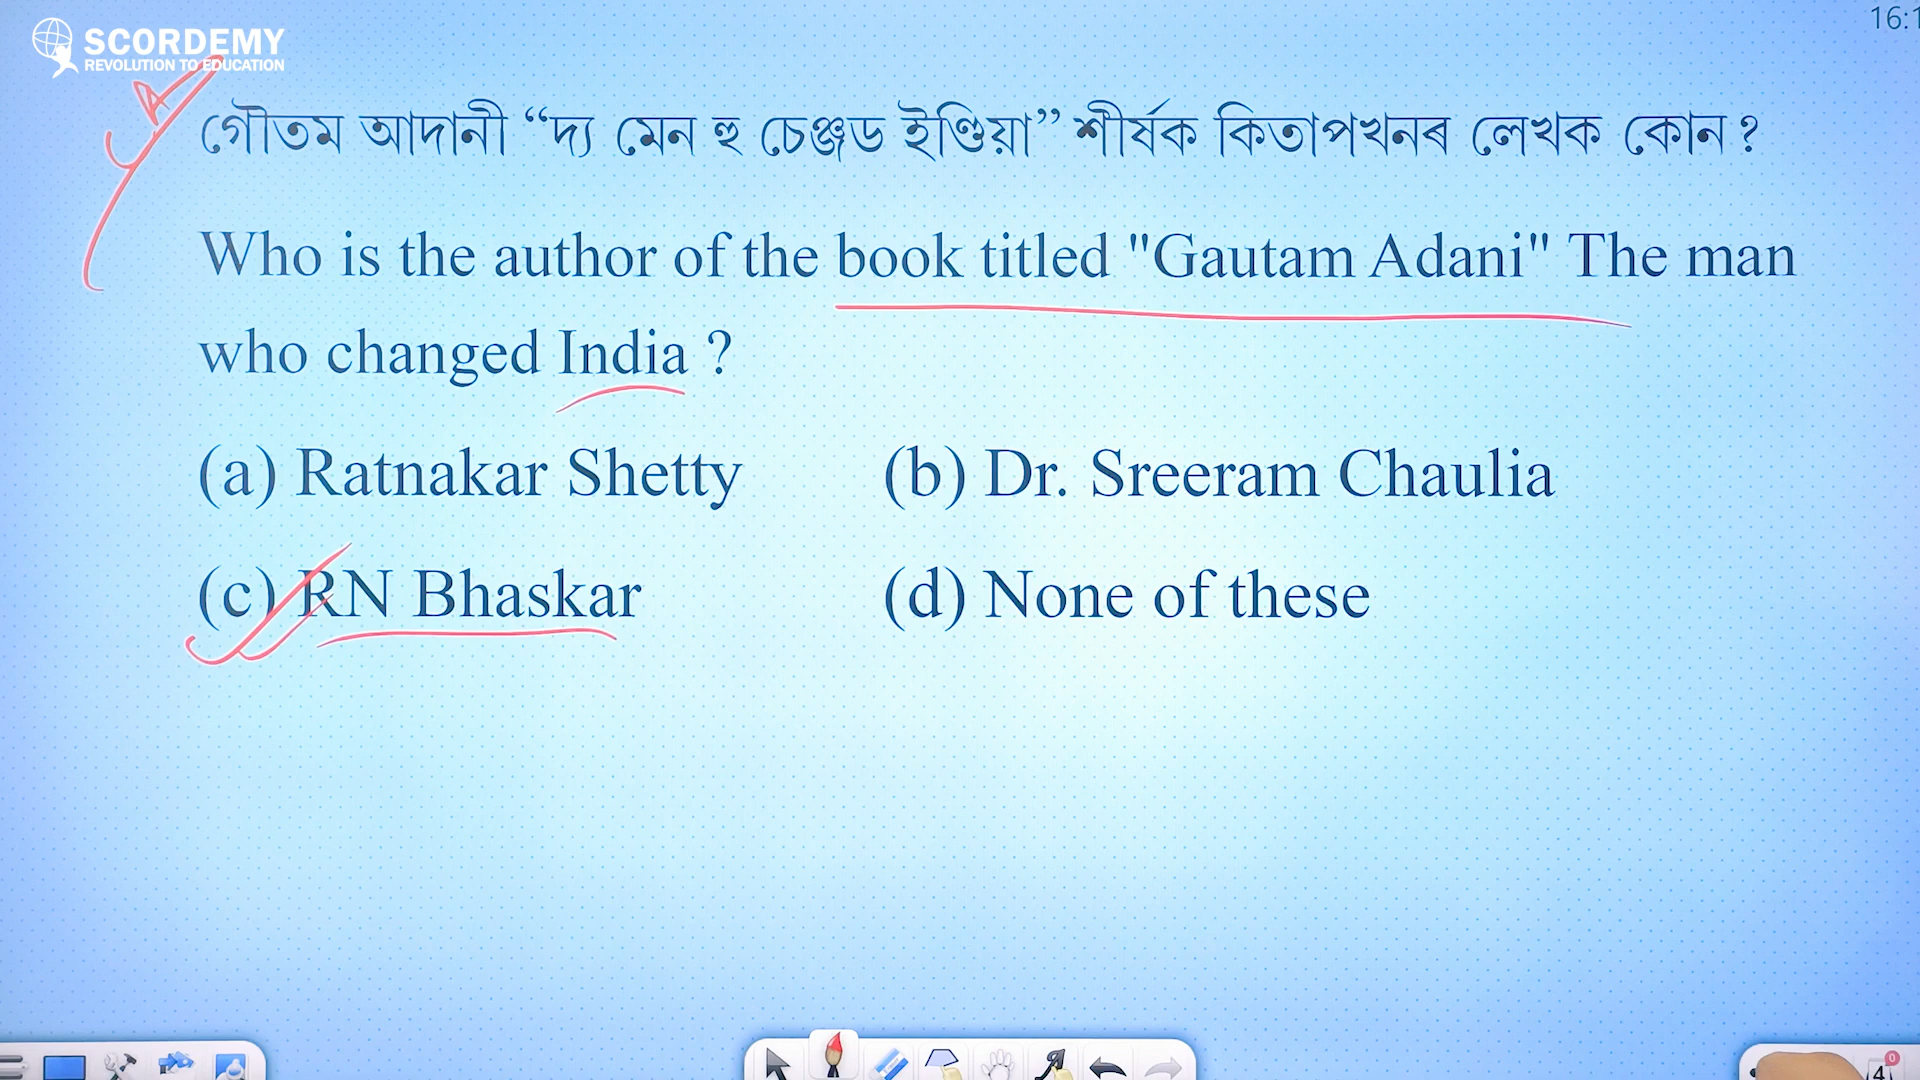 SCORDEMY
REVOLUTION TO EDUCATION
গৌতম আদানী “দ্য মেন হু চেঞ্জড ইণ্ডিয়া” শীৰ্ষক কিতাপখনৰ লেখক কোন?
Who is the author of the book titled "Gautam Adani" The man
who changed India ?
(a) Ratnakar Shetty (b) Dr. Sreeram Chaulia
(c) RN Bhaskar (d) None of these